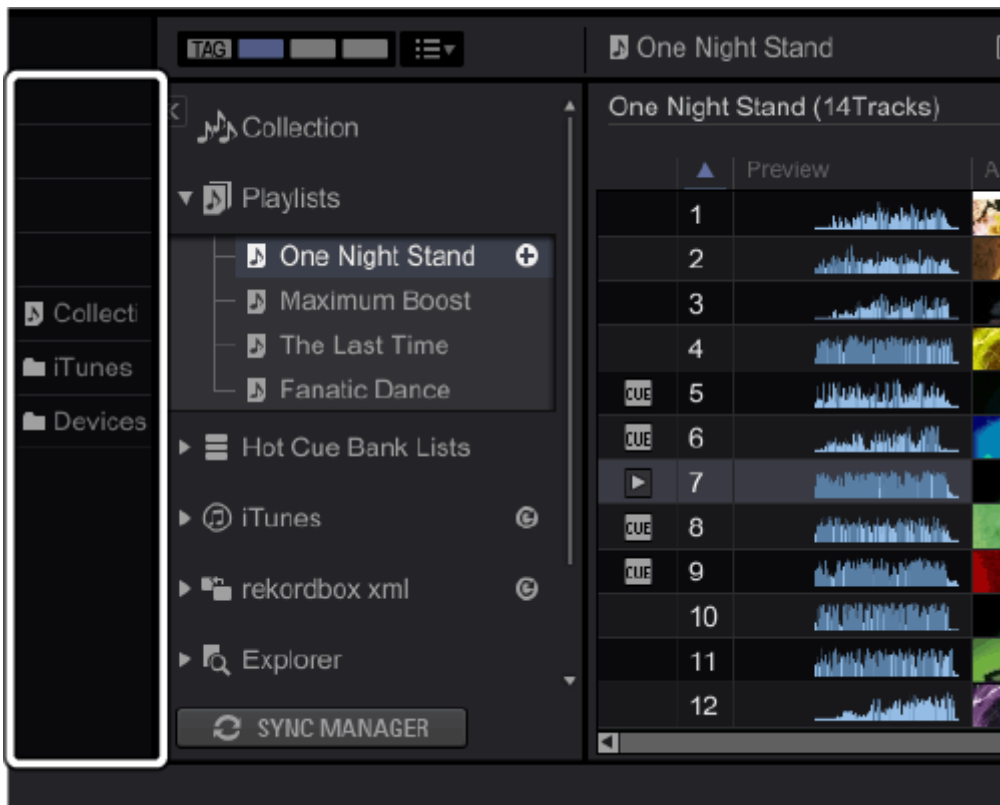 TAG
One Night Stand
Collecti
iTunes
Devices
Collection
Playlists
One Night Stand
Maximum Boost
The Last Time
Fanatic Dance
Hot Cue Bank Lists
iTunes
rekordbox xml
Explorer
SYNC MANAGER
One Night Stand (14Tracks)
Preview A
1
2
3
4
CUE 5
CUE 6
7
CUE 8
CUE 9
10
11
12